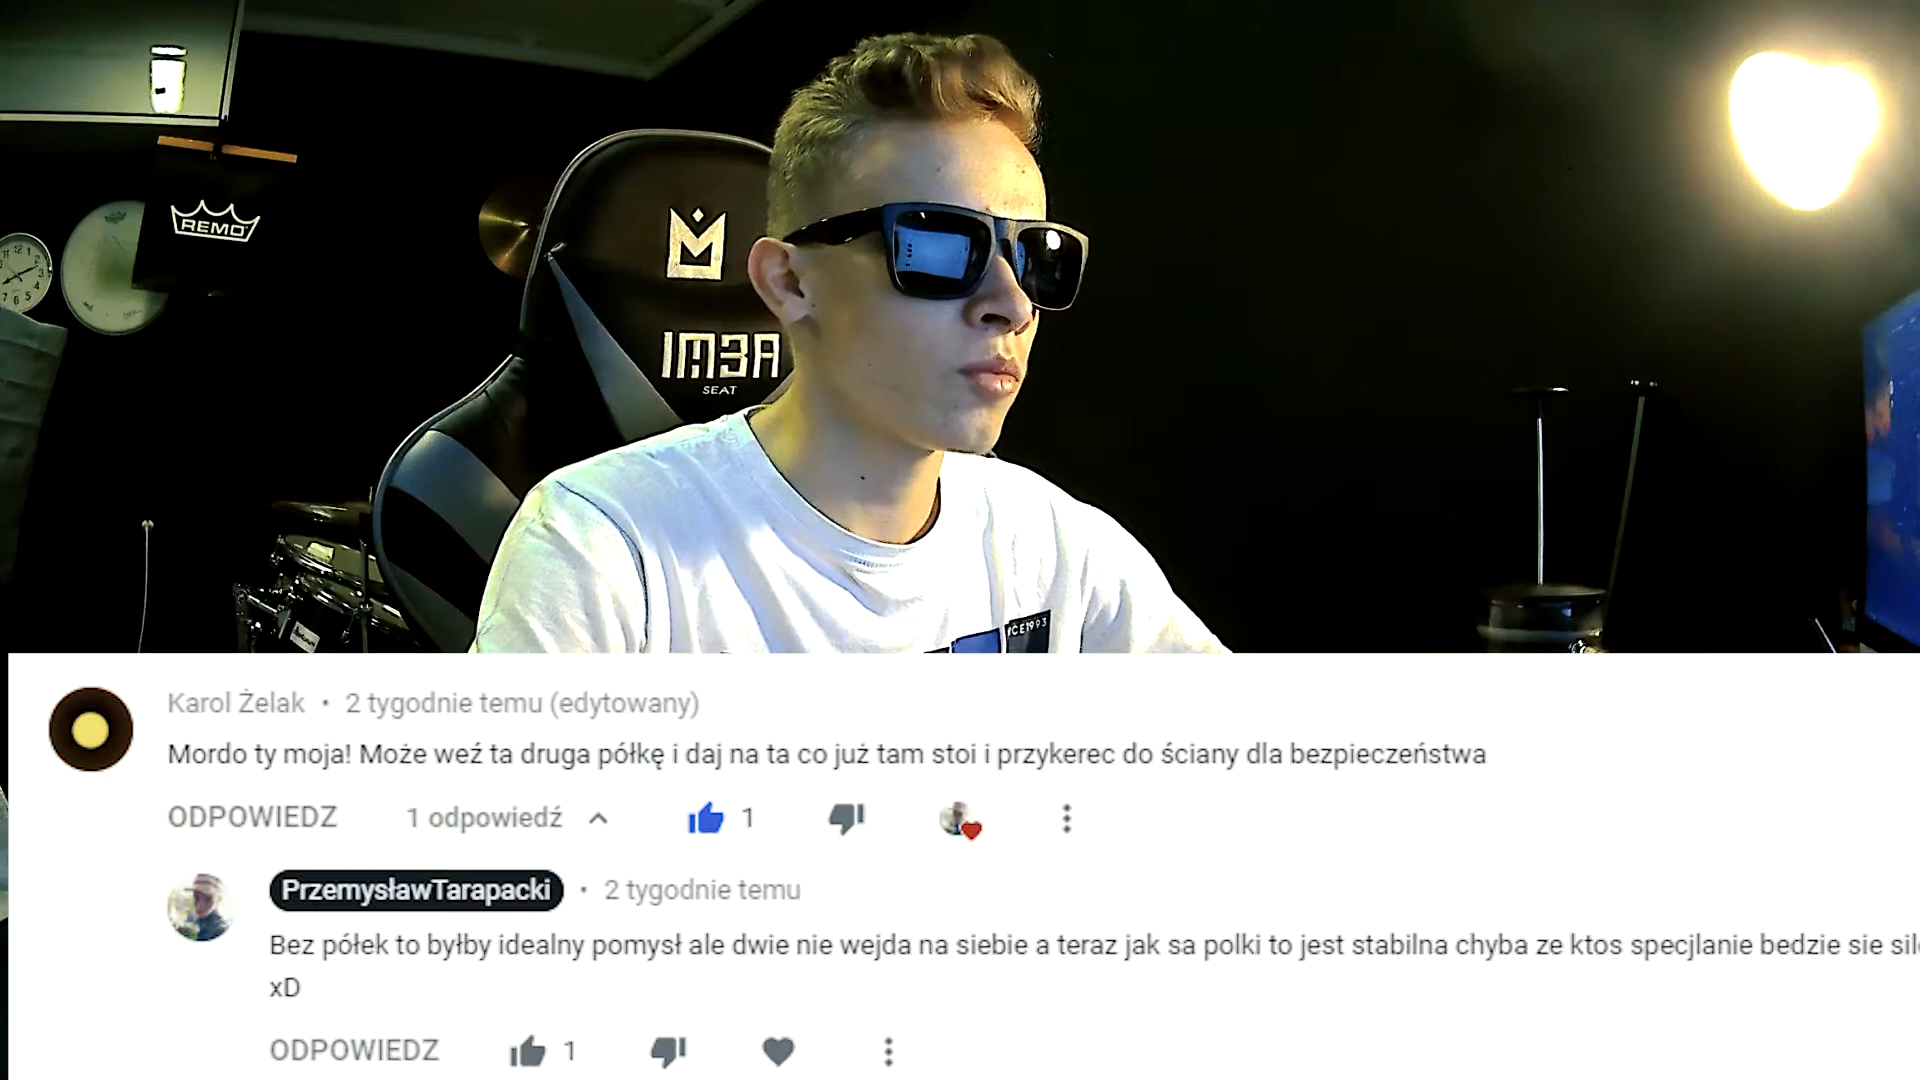 REMO
IMBA
SEAT
ICE1993
Karol Żelak • 2 tygodnie temu (edytowany)
Mordo ty moja! Może weź ta druga półkę i daj na ta co już tam stoi i przykerec do ściany dla bezpieczeństwa
ODPOWIEDZ 1 odpowiedź 1
PrzemysławTarapacki • 2 tygodnie temu
Bez półek to byłby idealny pomysł ale dwie nie wejda na siebie a teraz jak sa polki to jest stabilna chyba ze ktos specjlanie bedzie sie
xD
ODPOWIEDZ 1